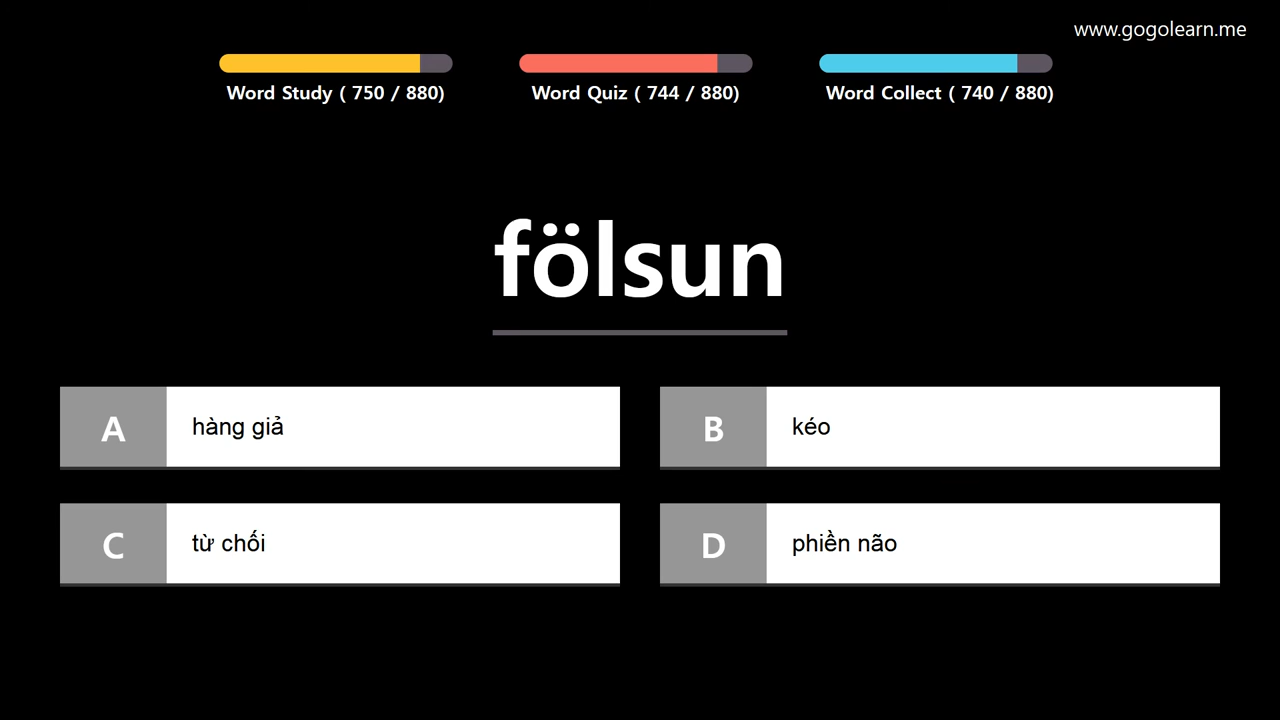 www.gogolearn.me
Word Study ( 750 / 880)
Word Quiz ( 744 / 880)
Word Collect ( 740 / 880)
fölsun
A
hàng giả
B
kéo
C
từ chối
D
phiền não